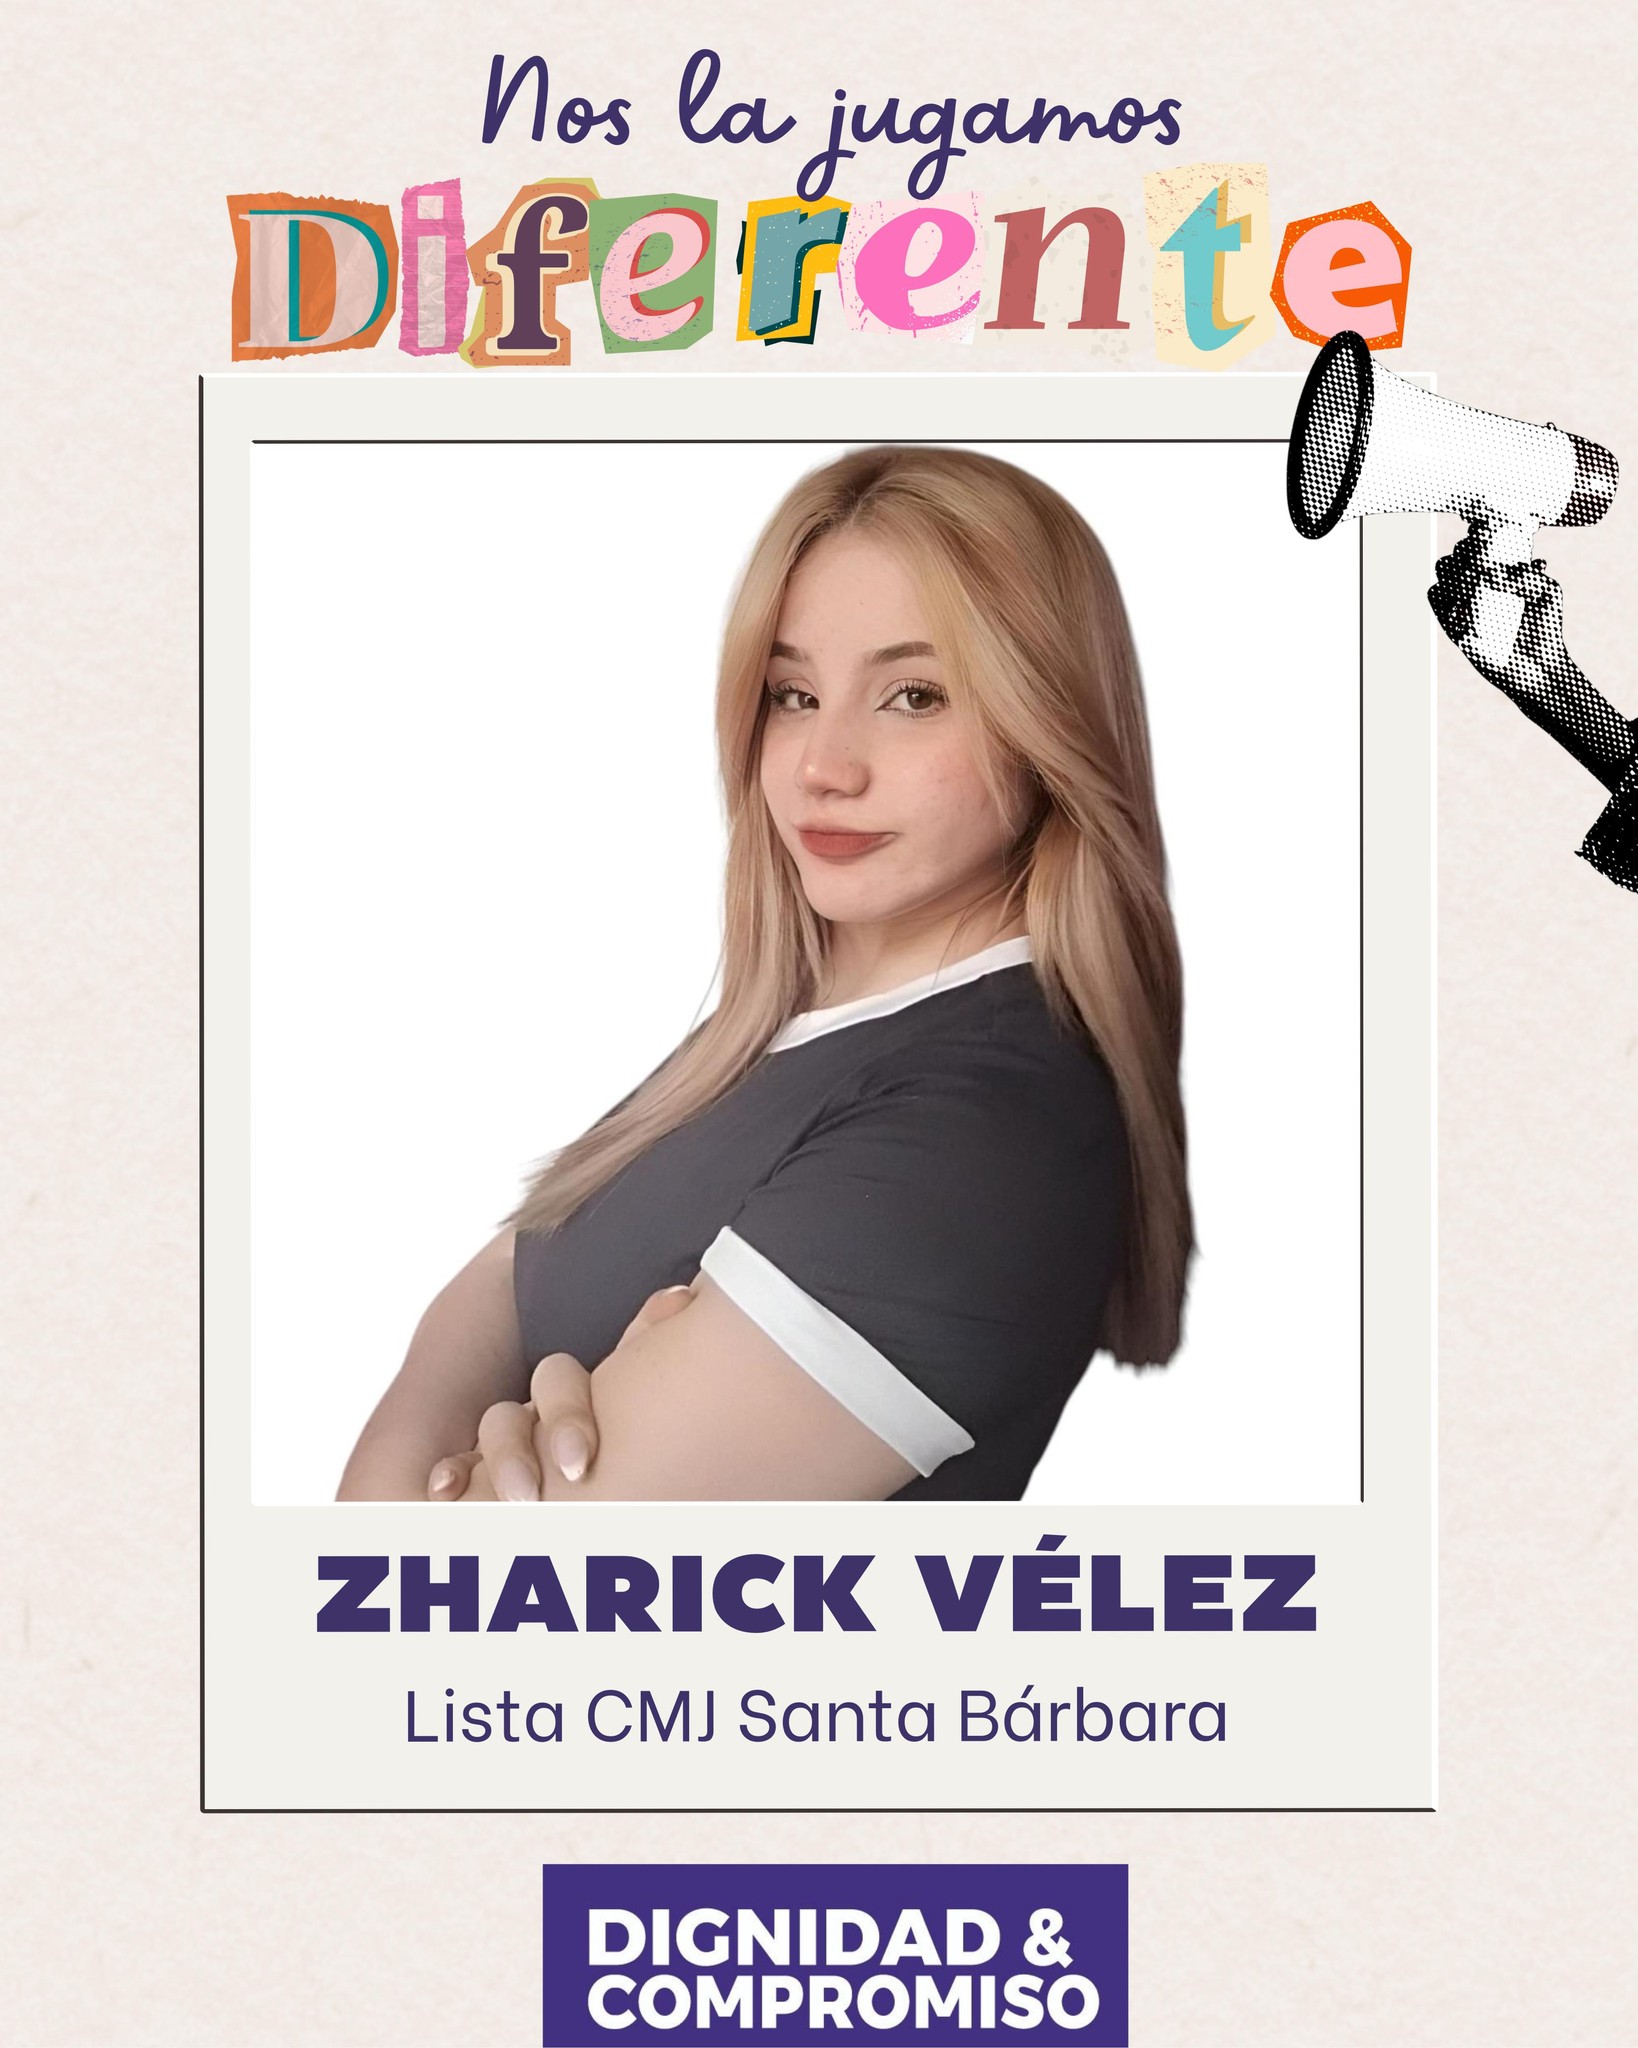 Nos la jugamos
Diferente
ZHARICK VÉLEZ
Lista CMJ Santa Bárbara
DIGNIDAD &
COMPROMISO